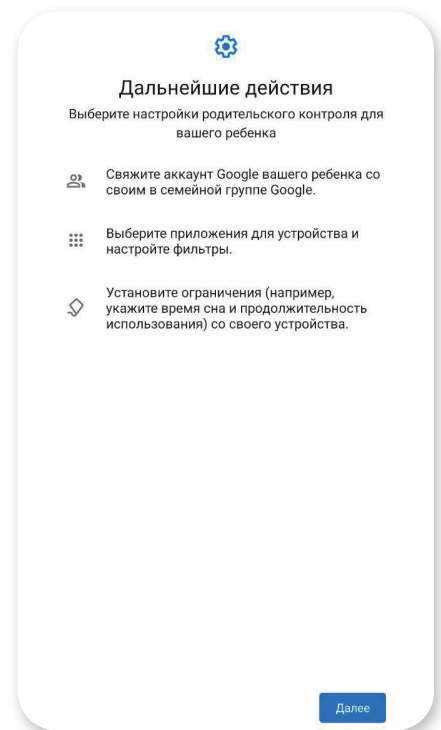 Дальнейшие действия
Выберите настройки родительского контроля для
вашего ребенка
Свяжите аккаунт Google вашего ребенка со
своим в семейной группе Google.
Выберите приложения для устройства и
настройте фильтры.
Установите ограничения (например,
укажите время сна и продолжительность
использования) со своего устройства.
Далее